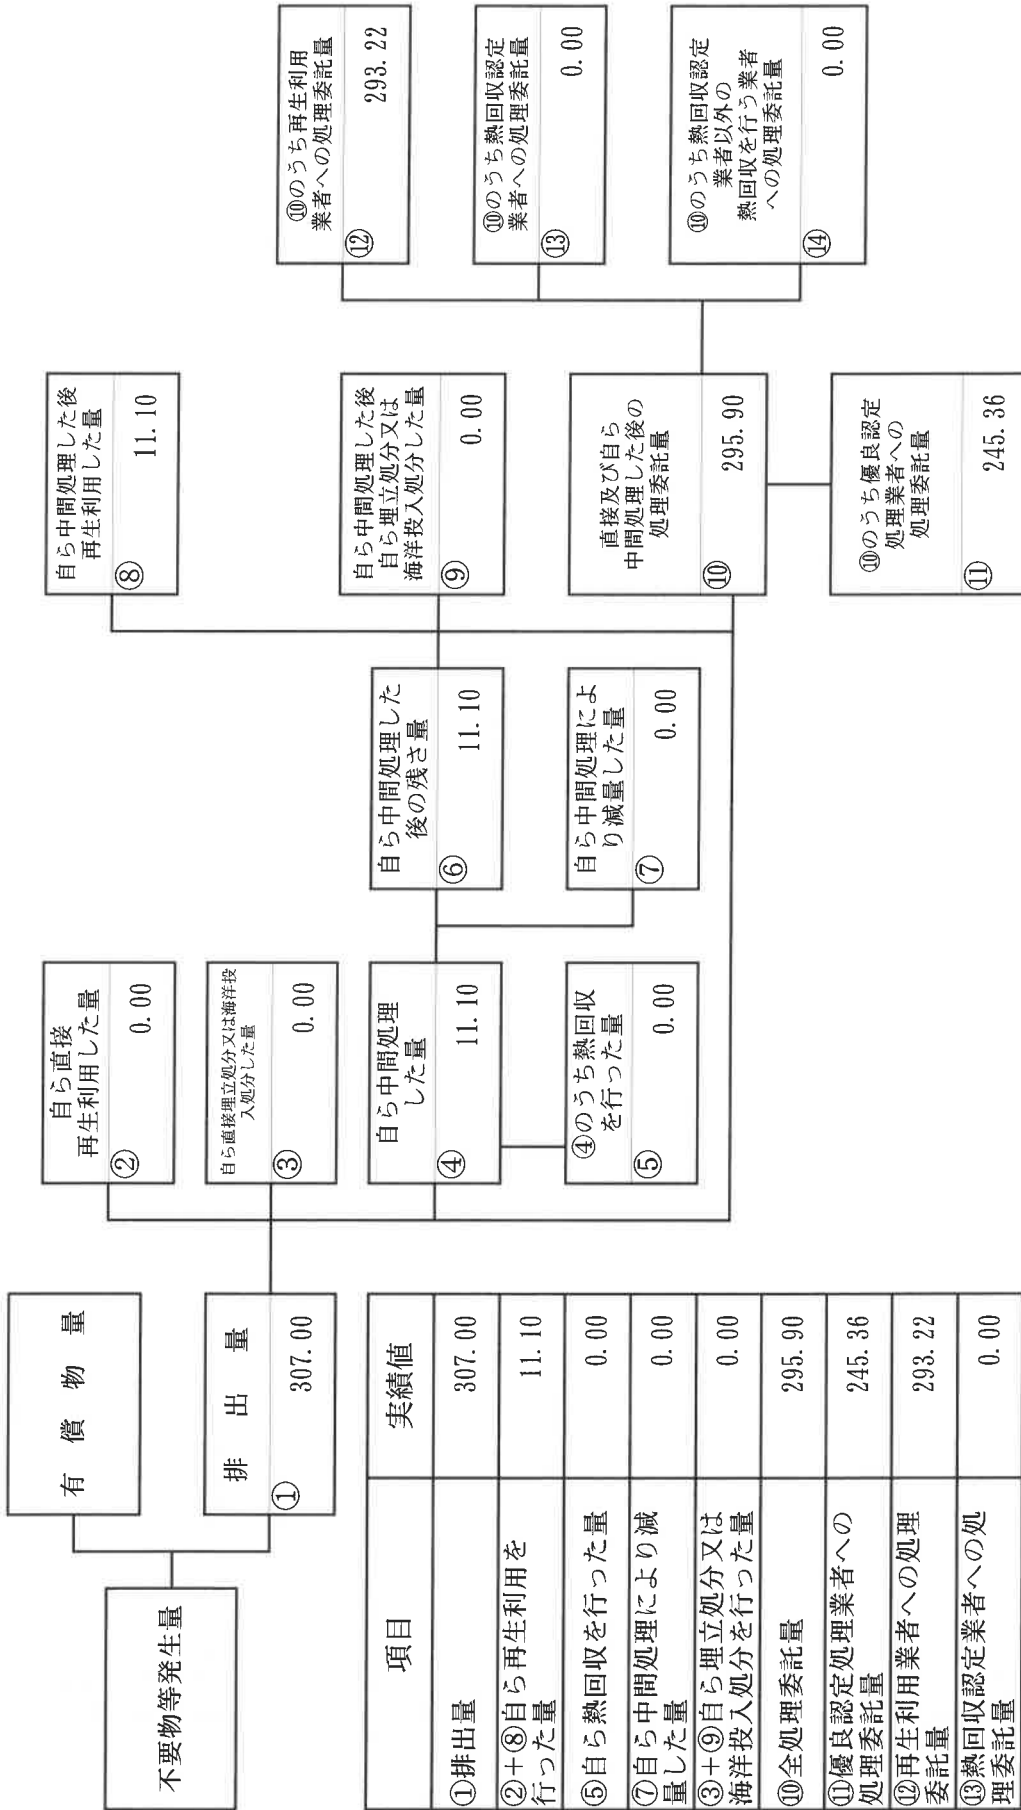 不要物等発生量
有 償 物 量
排 出 量
① 307.00
自ら直接
再生利用した量
② 0.00
自ら直接埋立処分又は海洋投
入処分した量
③ 0.00
自ら中間処理
した量
④ 11.10
④のうち熱回収
を行った量
⑤ 0.00
自ら中間処理した
後の残さ量
⑥ 11.10
自ら中間処理によ
り減量した量
⑦ 0.00
自ら中間処理した後
再生利用した量
⑧ 11.10
自ら中間処理した後
自ら埋立処分又は
海洋投入処分した量
⑨ 0.00
直接及び自ら
中間処理した後の
処理委託量
⑩ 295.90
⑩のうち優良認定
処理業者への
処理委託量
⑪ 245.36
⑩のうち再生利用
業者への処理委託量
⑫ 293.22
⑩のうち熱回収認定
業者への処理委託量
⑬ 0.00
⑩のうち熱回収認定
業者以外の
熱回収を行う業者
への処理委託量
⑭ 0.00
項目 実績値
①排出量 307.00
②+⑧自ら再生利用を
行った量 11.10
⑤自ら熱回収を行った量 0.00
⑦自ら中間処理により減
量した量 0.00
③+⑨自ら埋立処分又は
海洋投入処分を行った量 0.00
⑩全処理委託量 295.90
⑪優良認定処理業者への
処理委託量 245.36
⑫再生利用業者への処理
委託量 293.22
⑬熱回収認定業者への処
理委託量 0.00